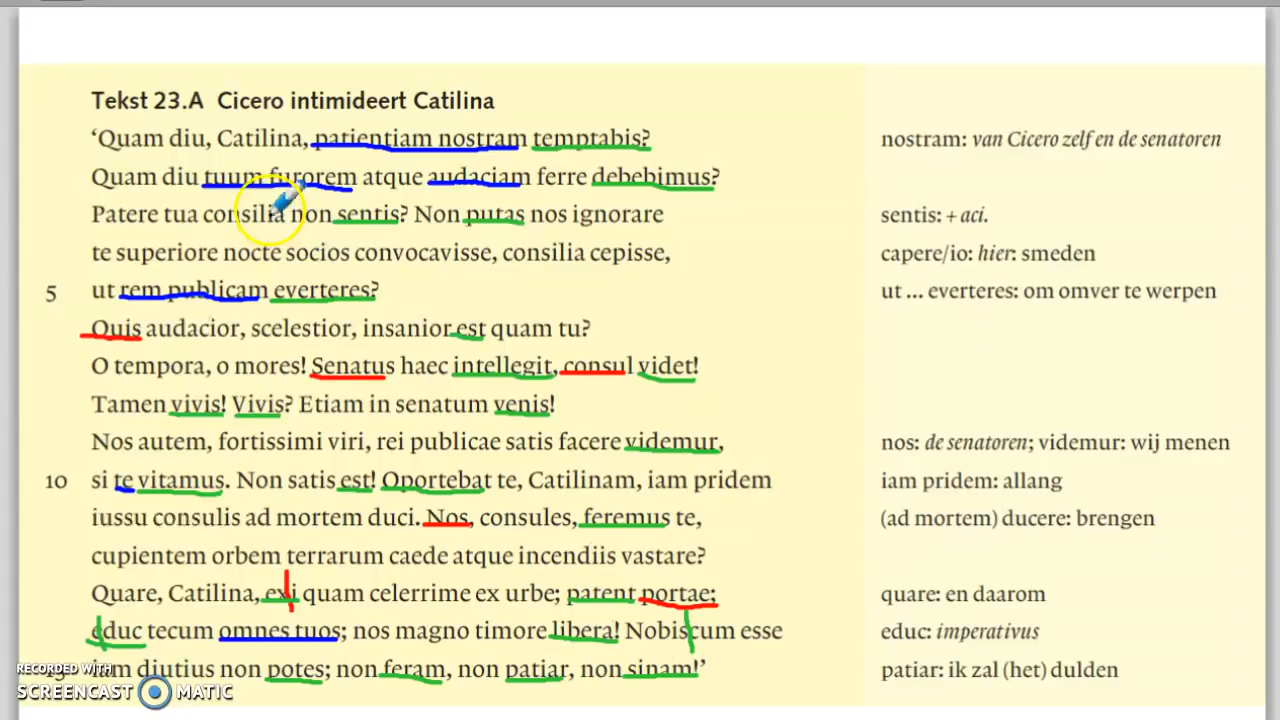 Tekst 23.A Cicero intimideert Catilina
‘Quam diu, Catilina, patientiam nostram temptabis?
nostram: van Cicero zelf en de senatoren
Quam diu tuum furorem atque audaciam ferre debebimus?
Patere tua consilia non sentis? Non putas nos ignorare
sentis: + aci.
te superiore nocte socios convocavisse, consilia cepisse,
capere/io: hier: smeden
5 ut rem publicam everteres?
ut ... everteres: om omver te werpen
Quis audacior, scelestior, insanior est quam tu?
O tempora, o mores! Senatus haec intellegit, consul videt!
Tamen vivis! Vivis? Etiam in senatum venis!
Nos autem, fortissimi viri, rei publicae satis facere videmur,
nos: de senatoren; videmur: wij menen
10 si te vitamus. Non satis est! Oportebat te, Catilinam, iam pridem
iam pridem: allang
iussu consulis ad mortem duci. Nos, consules, feremus te,
(ad mortem) ducere: brengen
cupientem orbem terrarum caede atque incendiis vastare?
Quare, Catilina, exi quam celerrime ex urbe; patent portae;
quare: en daarom
educ tecum omnes tuos; nos magno timore libera! Nobiscum esse
educ: imperativus
iam diutius non potes; non feram, non patiar, non sinam!’
patiar: ik zal (het) dulden
RECORDED WITH
SCREENCAST MATIC